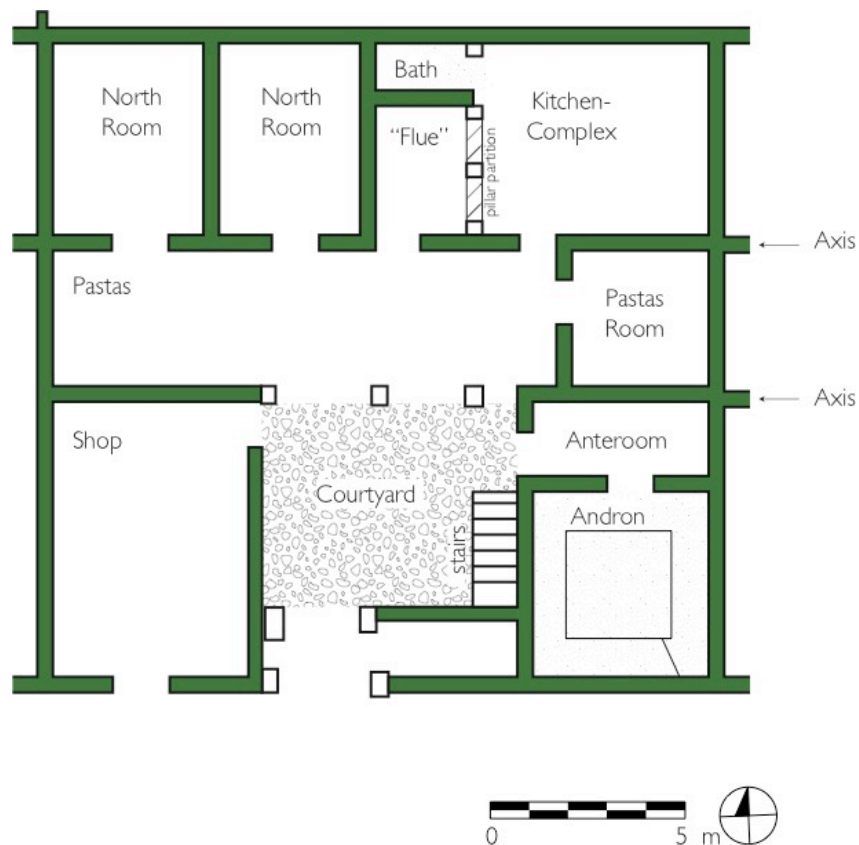 North
Room
North
Room
Bath
Kitchen-
Complex
“Flue”
pillar partition
Axis
Pastas
Pastas
Room
Axis
Shop
Anteroom
Courtyard
Andron
stairs
0 5 m